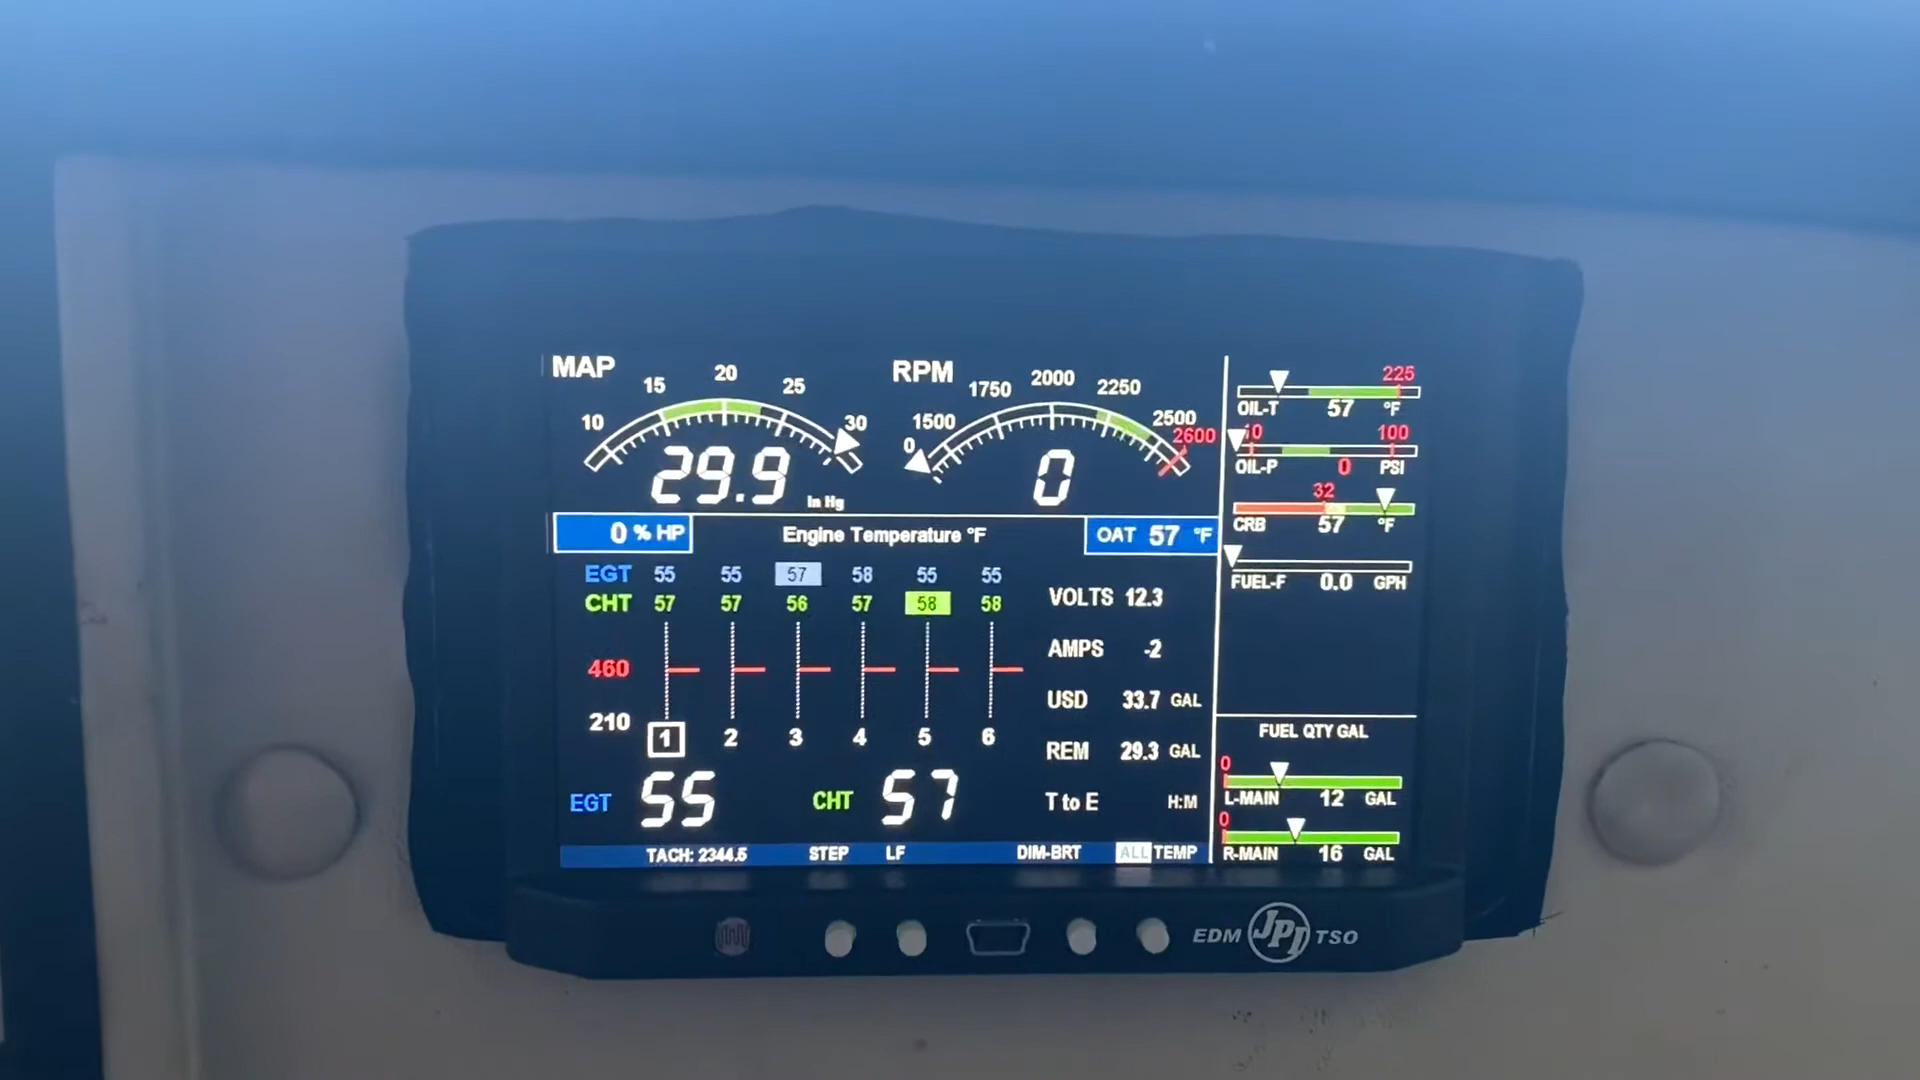 MAP
10 15 20 25 30
29.9 In Hg
RPM
0 1500 1750 2000 2250 2500 2600
0
225
OIL-T 57 °F
10 100
OIL-P 0 PSI
32
CRB 57 °F
FUEL-F 0.0 GPH
0 % HP
Engine Temperature °F
OAT 57 °F
EGT 55 55 57 58 55 55
CHT 57 57 56 57 58 58
460
210
1 2 3 4 5 6
EGT 55 CHT 57
VOLTS 12.3
AMPS -2
USD 33.7 GAL
REM 29.3 GAL
T to E H:M
FUEL QTY GAL
0
L-MAIN 12 GAL
0
R-MAIN 16 GAL
TACH: 2344.5 STEP LF DIM-BRT ALL TEMP
EDM JPI TSO